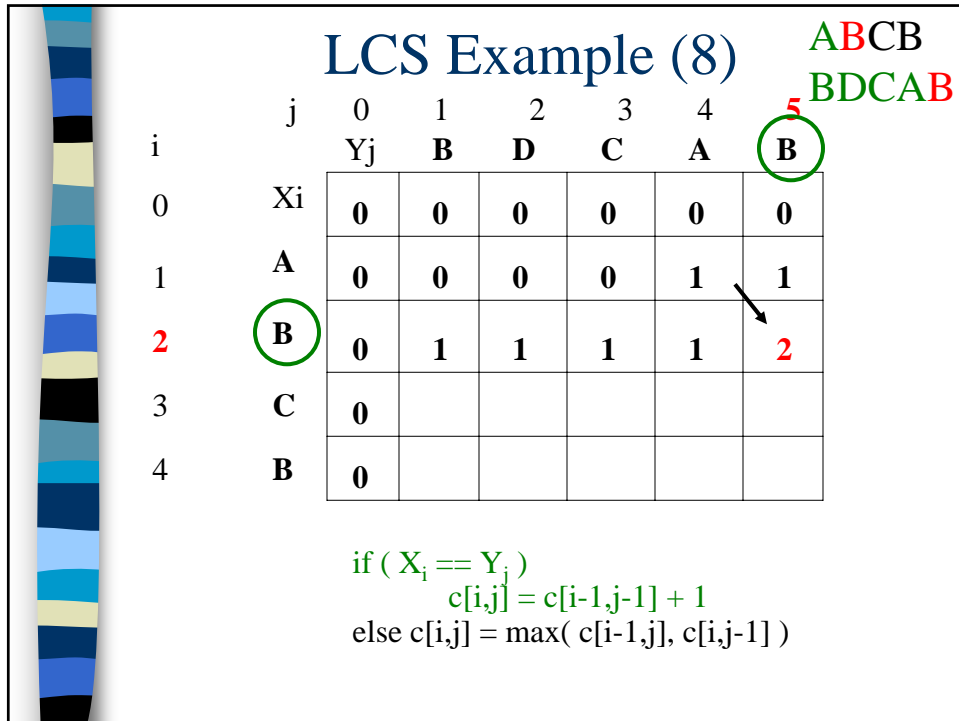 LCS Example (8)
ABCB
BDCAB
j 0 1 2 3 4 5
i Yj B D C A B
0 Xi 0 0 0 0 0 0
1 A 0 0 0 0 1 1
2 B 0 1 1 1 1 2
3 C 0
4 B 0
if ( Xi == Yj )
c[i,j] = c[i-1,j-1] + 1
else c[i,j] = max( c[i-1,j], c[i,j-1] )